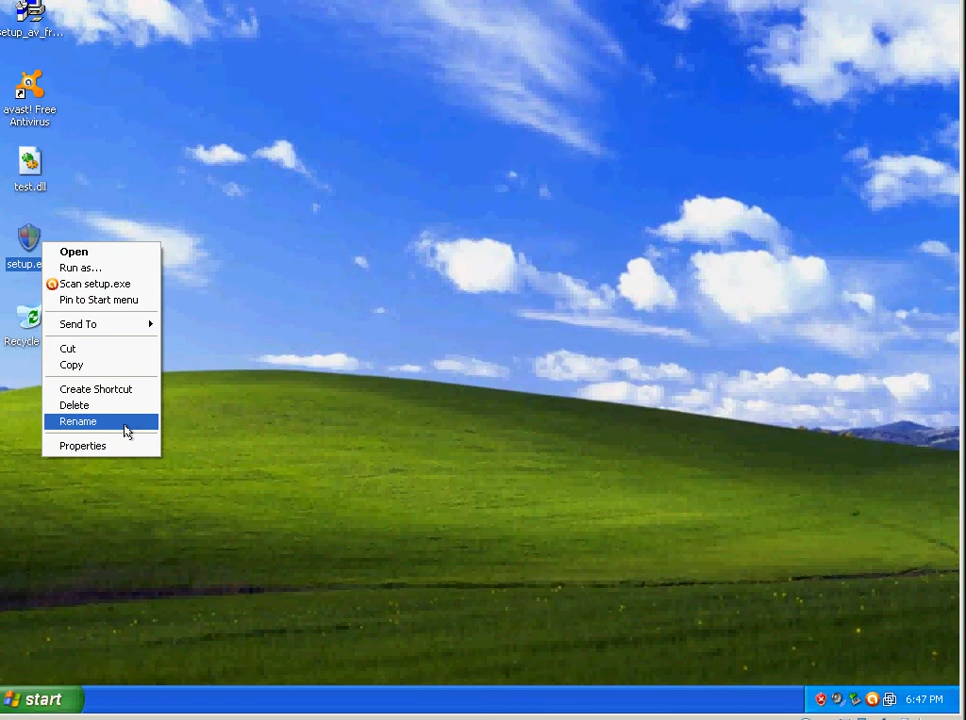 setup_av_fr...
avast! Free
Antivirus
test.dll
setup.e
Recycle
Open
Run as...
Scan setup.exe
Pin to Start menu
Send To
Cut
Copy
Create Shortcut
Delete
Rename
Properties
start
6:47 PM